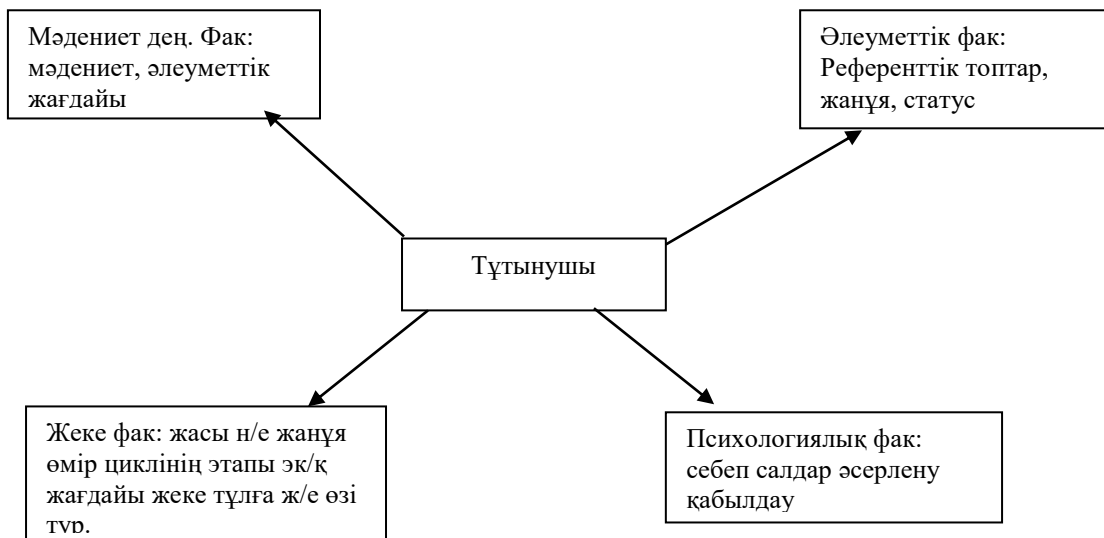 Мәдениет дең. Фак:
мәдениет, әлеуметтік
жағдайы
Әлеуметтік фак:
Референттік топтар,
жанұя, статус
Тұтынушы
Жеке фак: жасы н/е жанұя
өмір циклінің этапы эк/қ
жағдайы жеке тұлға ж/е өзі
тур.
Психологиялық фак:
себеп салдар әсерлену
қабылдау